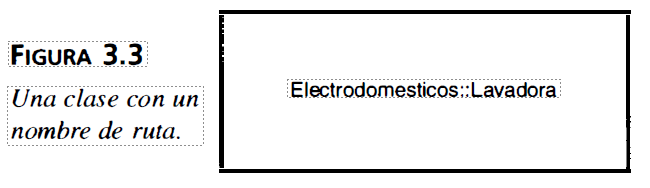 FIGURA 3.3
Una clase con un
nombre de ruta.
Electrodomesticos::Lavadora